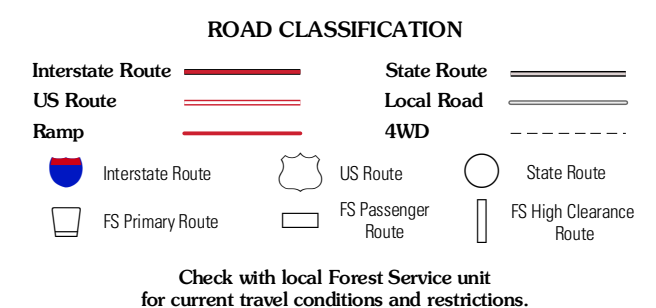 ROAD CLASSIFICATION
Interstate Route
State Route
US Route
Local Road
Ramp
4WD
Interstate Route
US Route
State Route
FS Primary Route
FS Passenger
Route
FS High Clearance
Route
Check with local Forest Service unit
for current travel conditions and restrictions.